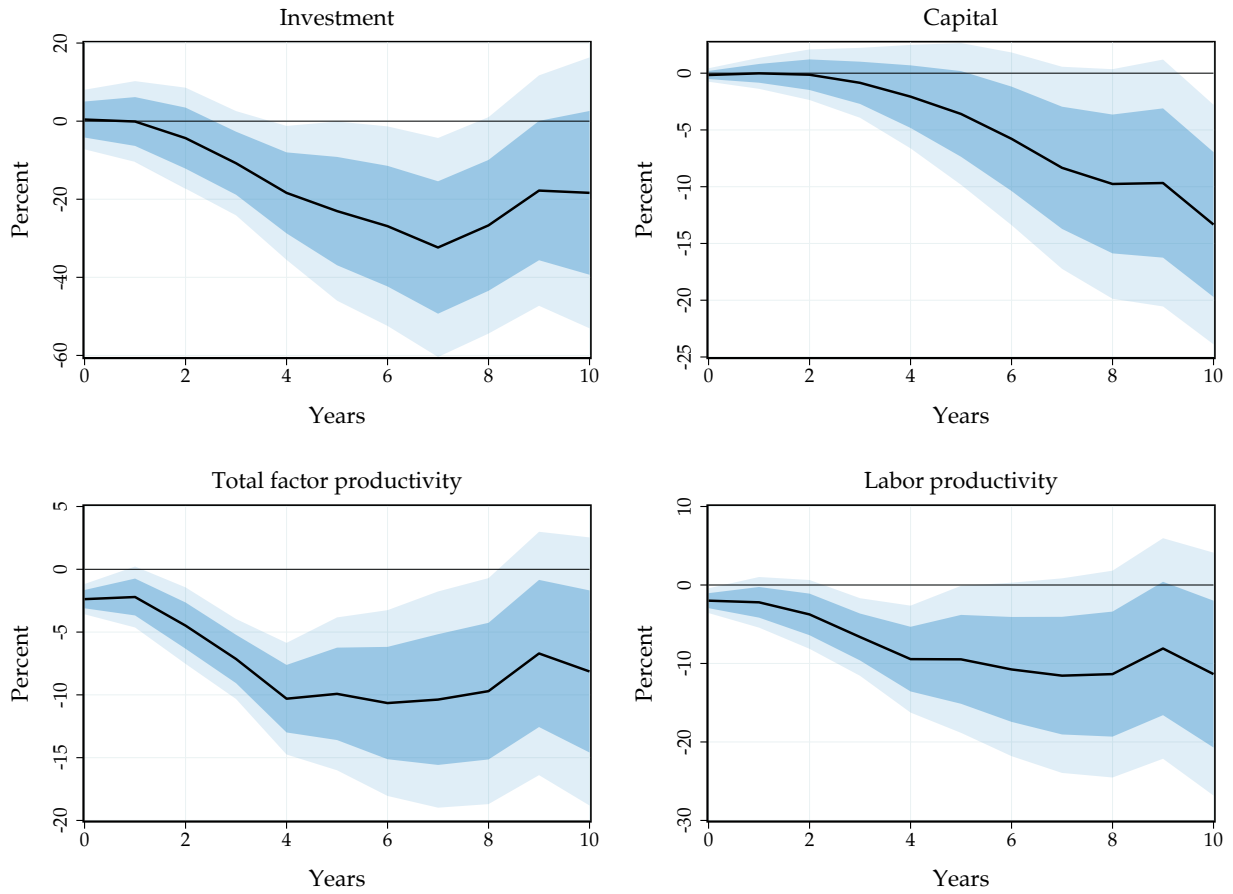 Investment
Percent
20
0
-20
-40
-60
0 2 4 6 8 10
Years
Capital
Percent
0
-5
-10
-15
-20
-25
0 2 4 6 8 10
Years
Total factor productivity
Percent
5
0
-5
-10
-15
-20
0 2 4 6 8 10
Years
Labor productivity
Percent
10
0
-10
-20
-30
0 2 4 6 8 10
Years